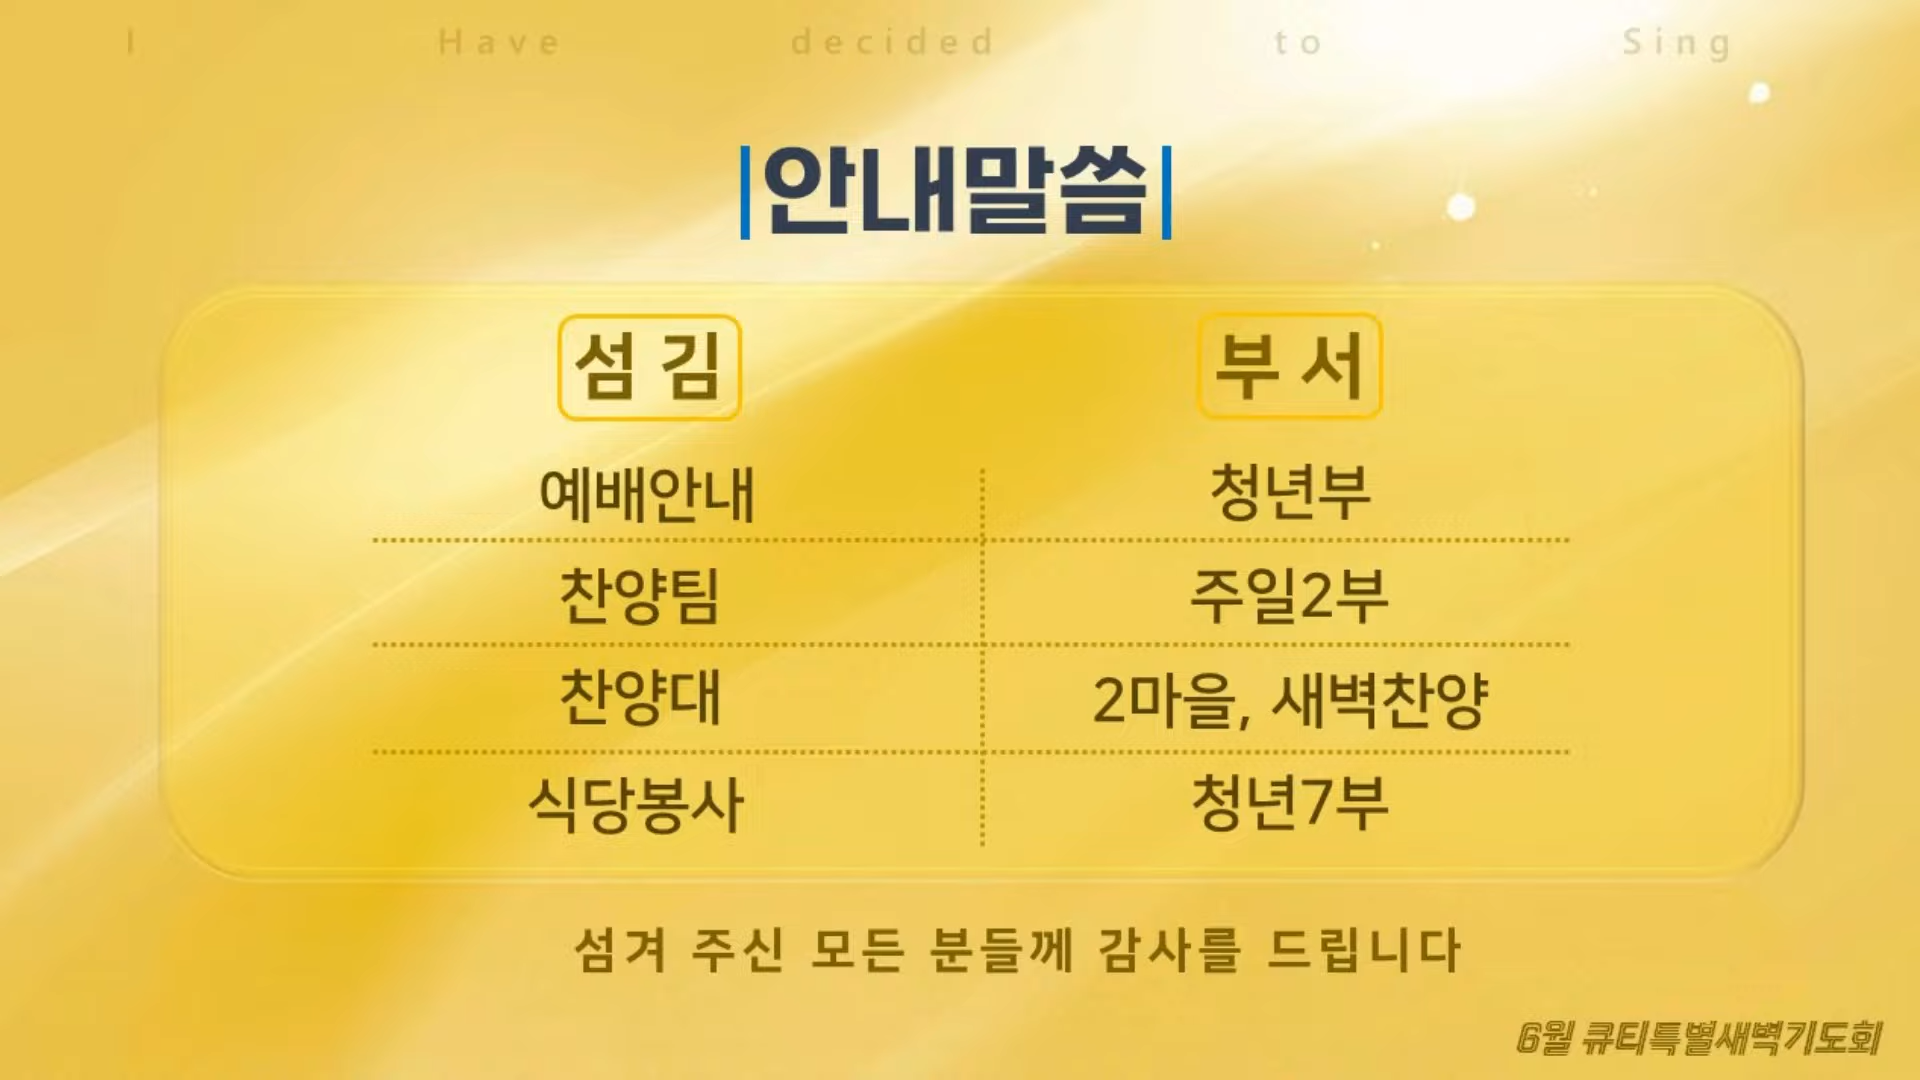 I Have decided to Sing
|안내말씀|
섬 김 부 서
예배안내 청년부
찬양팀 주일2부
찬양대 2마을, 새벽찬양
식당봉사 청년7부
섬겨 주신 모든 분들께 감사를 드립니다
6월 큐티특별새벽기도회